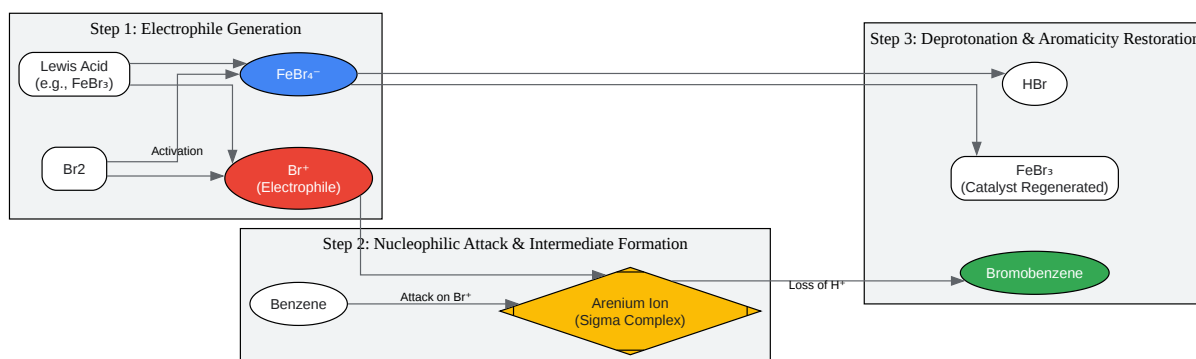 Step 1: Electrophile Generation
Lewis Acid
(e.g., FeBr₃)
FeBr₄⁻
Activation
Br2
Br⁺
(Electrophile)
Step 2: Nucleophilic Attack & Intermediate Formation
Benzene
Attack on Br⁺
Arenium Ion
(Sigma Complex)
Loss of H⁺
Step 3: Deprotonation & Aromaticity Restoration
HBr
FeBr₃
(Catalyst Regenerated)
Bromobenzene